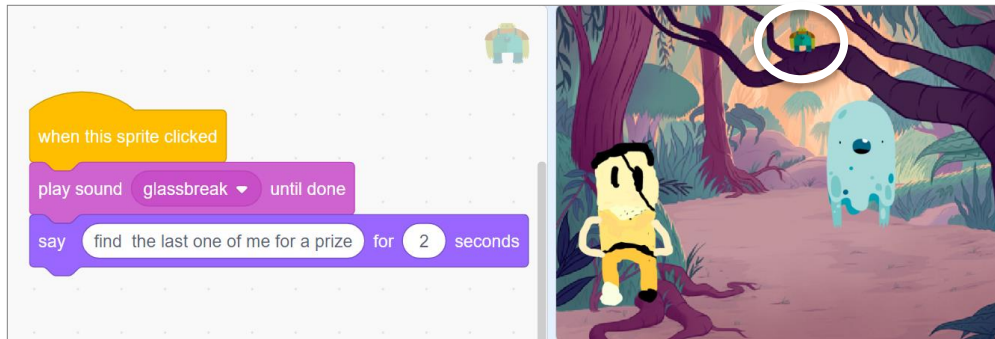 when this sprite clicked
play sound glassbreak until done
say find the last one of me for a prize for 2 seconds